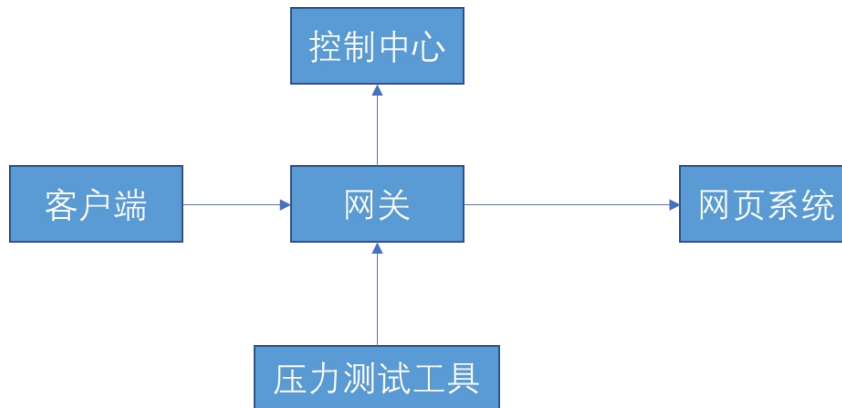 控制中心
客户端
网关
网页系统
压力测试工具